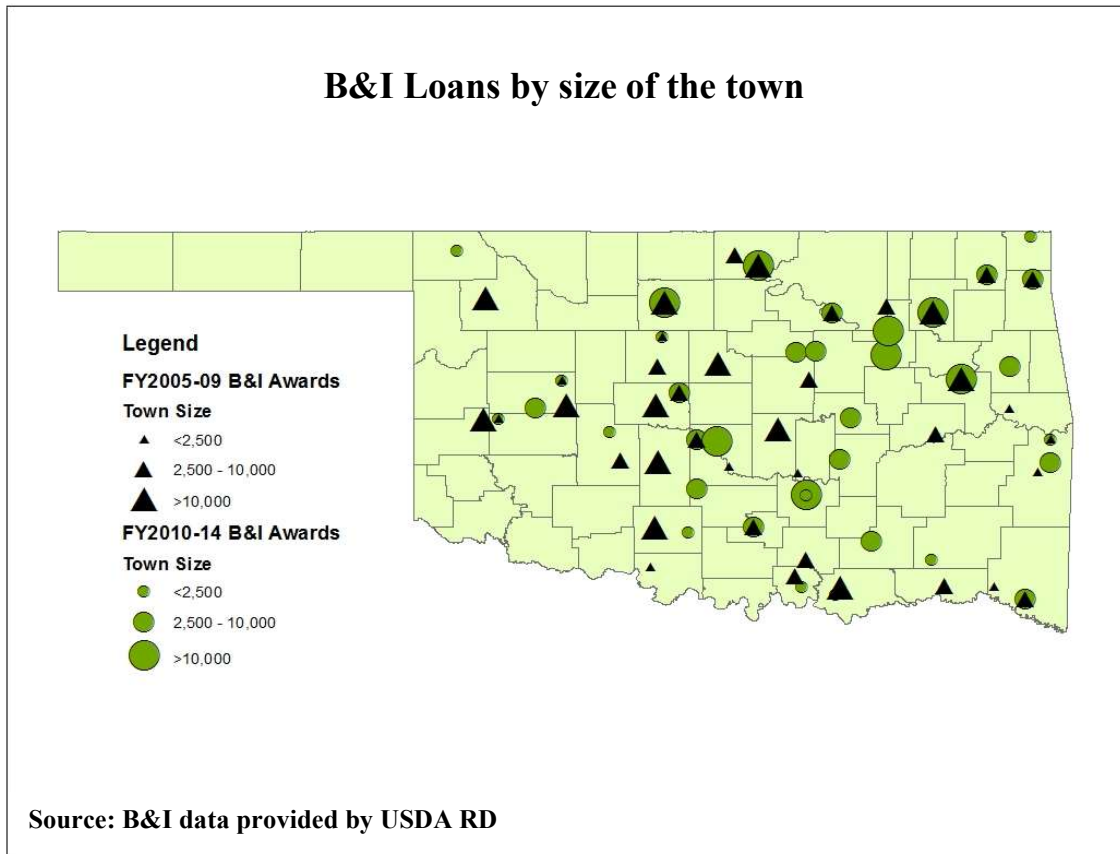 B&I Loans by size of the town
Legend
FY2005-09 B&I Awards
Town Size
<2,500
2,500 - 10,000
>10,000
FY2010-14 B&I Awards
Town Size
<2,500
2,500 - 10,000
>10,000
Source: B&I data provided by USDA RD